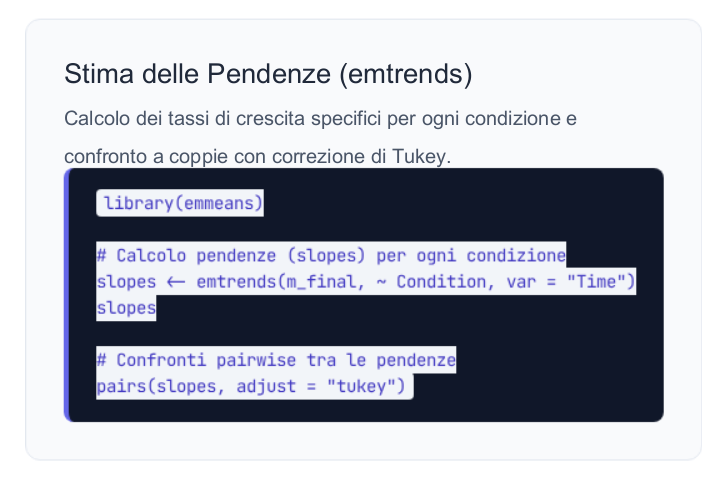 Stima delle Pendenze (emtrends)
Calcolo dei tassi di crescita specifici per ogni condizione e
confronto a coppie con correzione di Tukey.
library(emmeans)
# Calcolo pendenze (slopes) per ogni condizione
slopes <- emtrends(m_final, ~ Condition, var = "Time")
slopes
# Confronti pairwise tra le pendenze
pairs(slopes, adjust = "tukey")